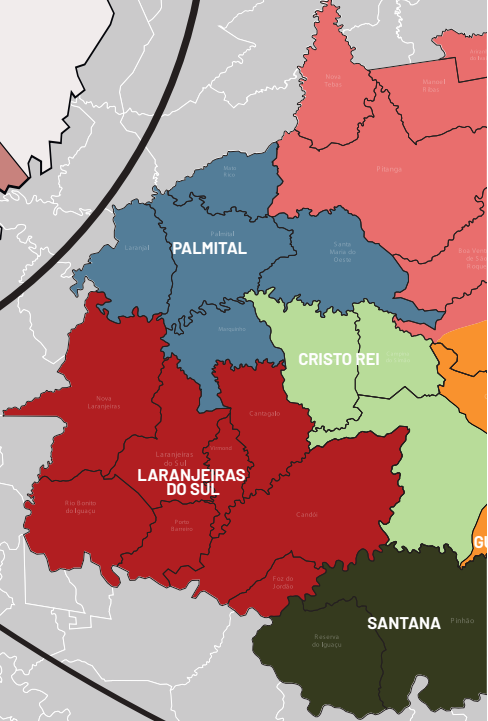 Nova
Tebas
Manoel
Ribas
Pitanga
Laranjal
Palmital
PALMITAL
Santa
Maria do
Oeste
Marquinho
CRISTO REI
Nova
Laranjeiras
Cantagalo
Virmond
Laranjeiras
do Sul
LARANJEIRAS
DO SUL
Rio Bonito
do Iguaçu
Porto
Barreiro
Candói
Foz do
Jordão
SANTANA
Pinhão
Reserva
do Iguaçu
GU